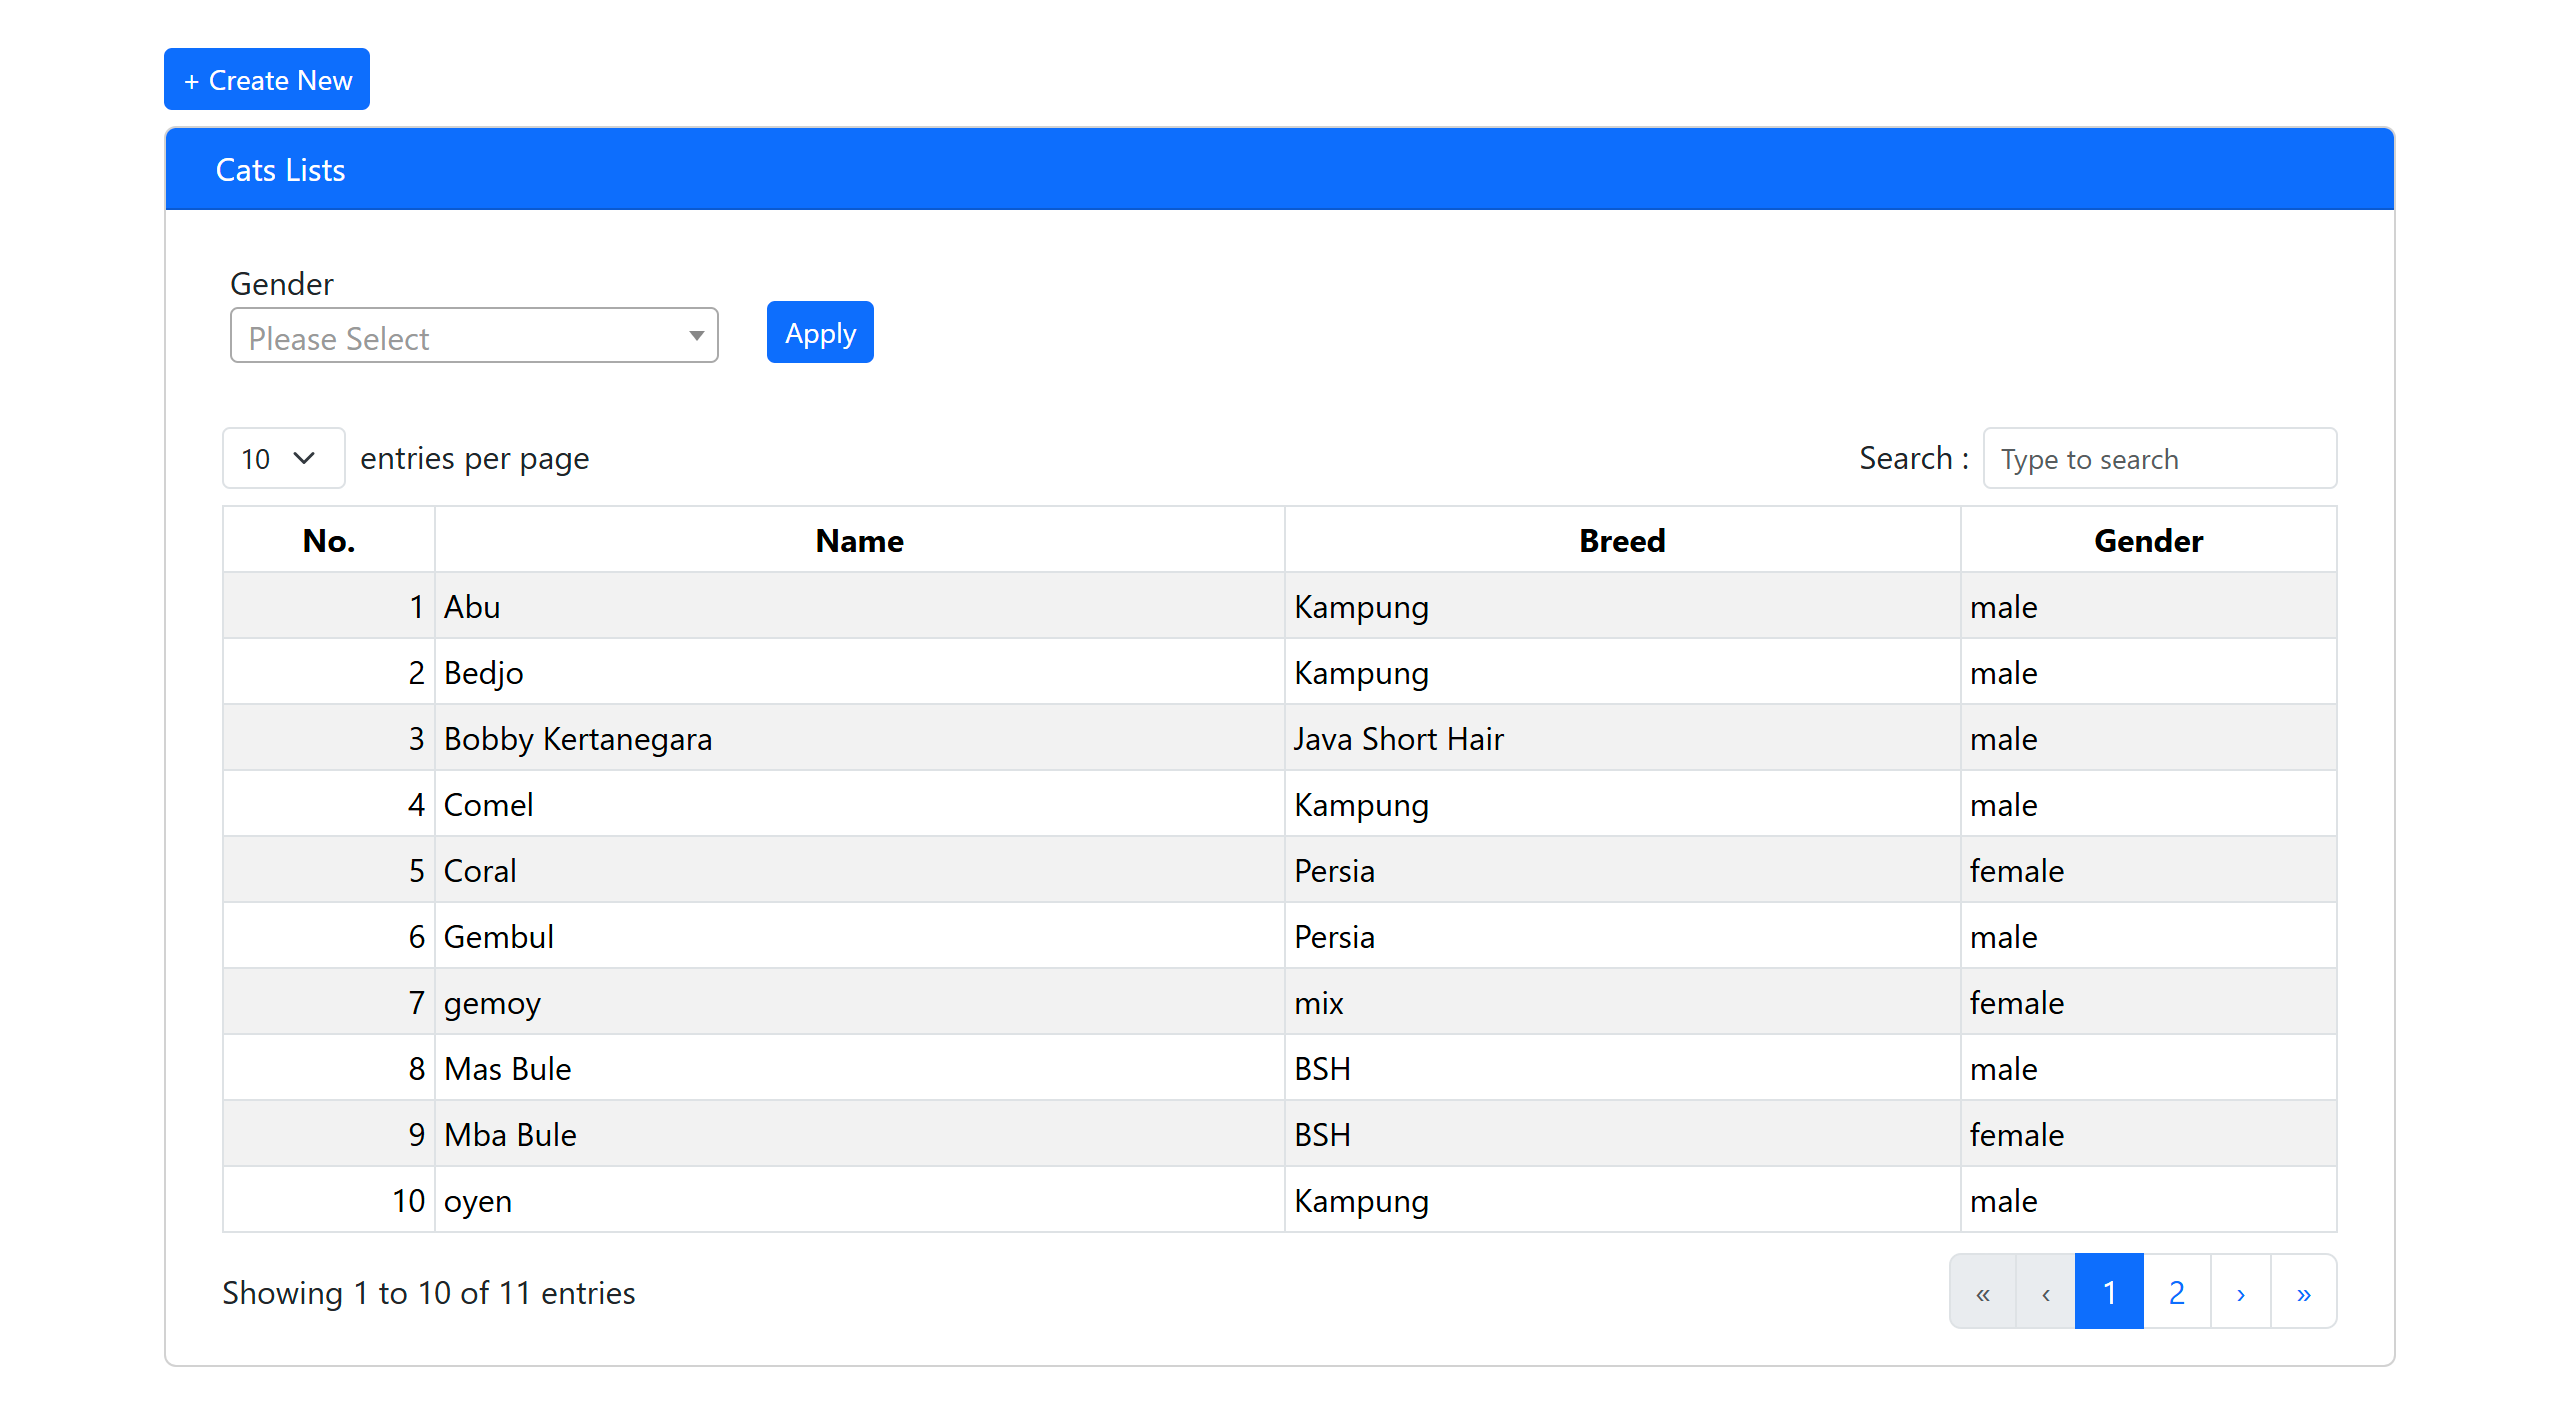 + Create New
Cats Lists
Gender
Please Select
Apply
10 entries per page Search : Type to search
No. Name Breed Gender
1 Abu Kampung male
2 Bedjo Kampung male
3 Bobby Kertanegara Java Short Hair male
4 Comel Kampung male
5 Coral Persia female
6 Gembul Persia male
7 gemoy mix female
8 Mas Bule BSH male
9 Mba Bule BSH female
10 oyen Kampung male
Showing 1 to 10 of 11 entries « ‹ 1 2 › »